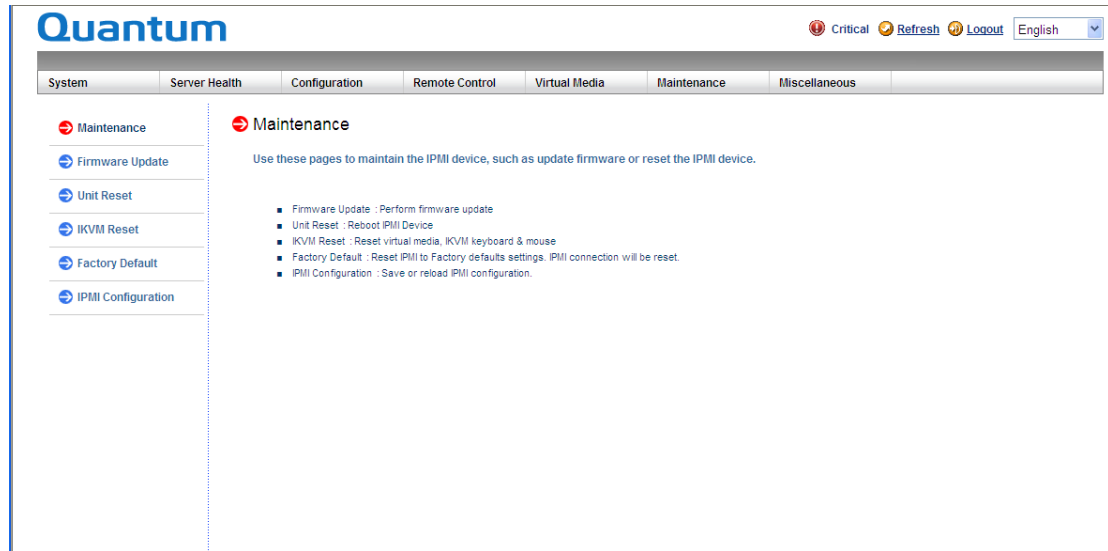 Quantum
Critical Refresh Logout English
System Server Health Configuration Remote Control Virtual Media Maintenance Miscellaneous
Maintenance
Firmware Update
Unit Reset
IKVM Reset
Factory Default
IPMI Configuration
Maintenance
Use these pages to maintain the IPMI device, such as update firmware or reset the IPMI device.
Firmware Update : Perform firmware update
Unit Reset : Reboot IPMI Device
IKVM Reset : Reset virtual media, IKVM keyboard & mouse
Factory Default : Reset IPMI to Factory defaults settings. IPMI connection will be reset.
IPMI Configuration : Save or reload IPMI configuration.